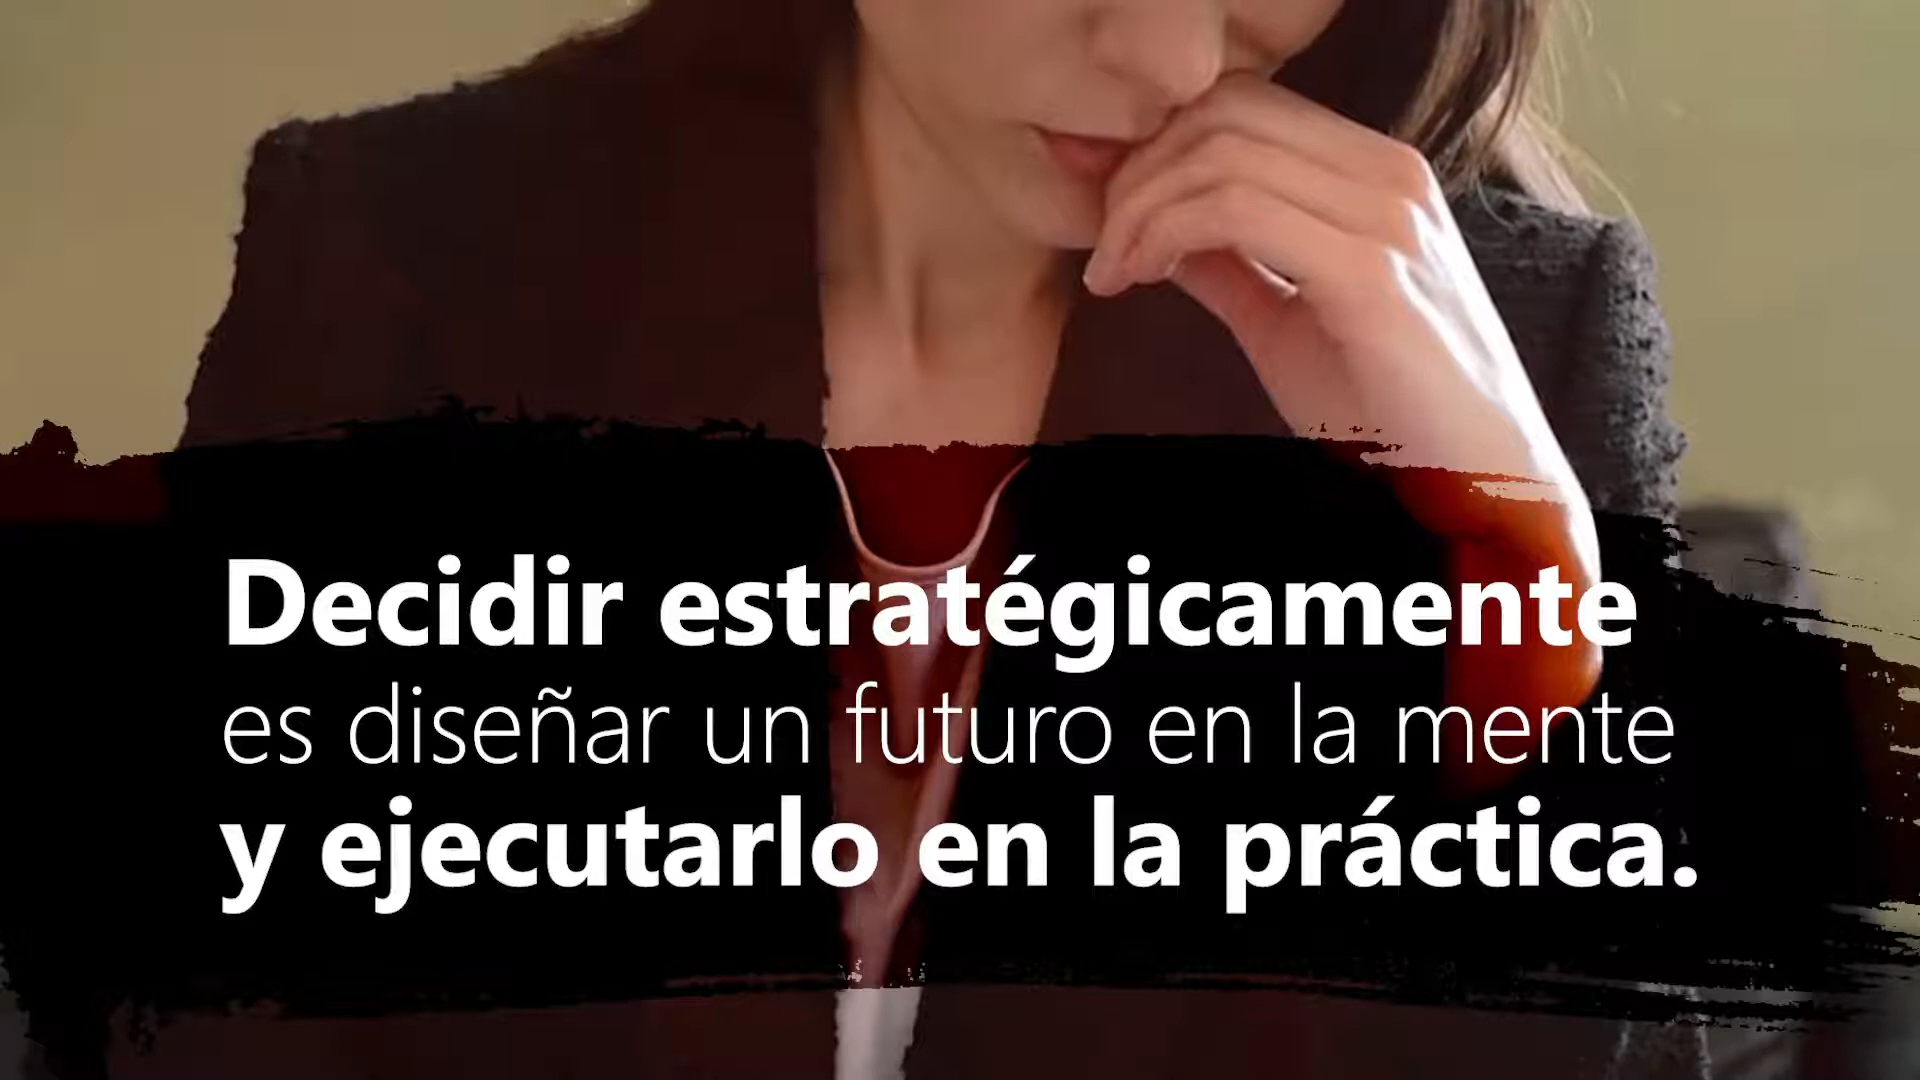 Decidir estratégicamente
es diseñar un futuro en la mente
y ejecutarlo en la práctica.